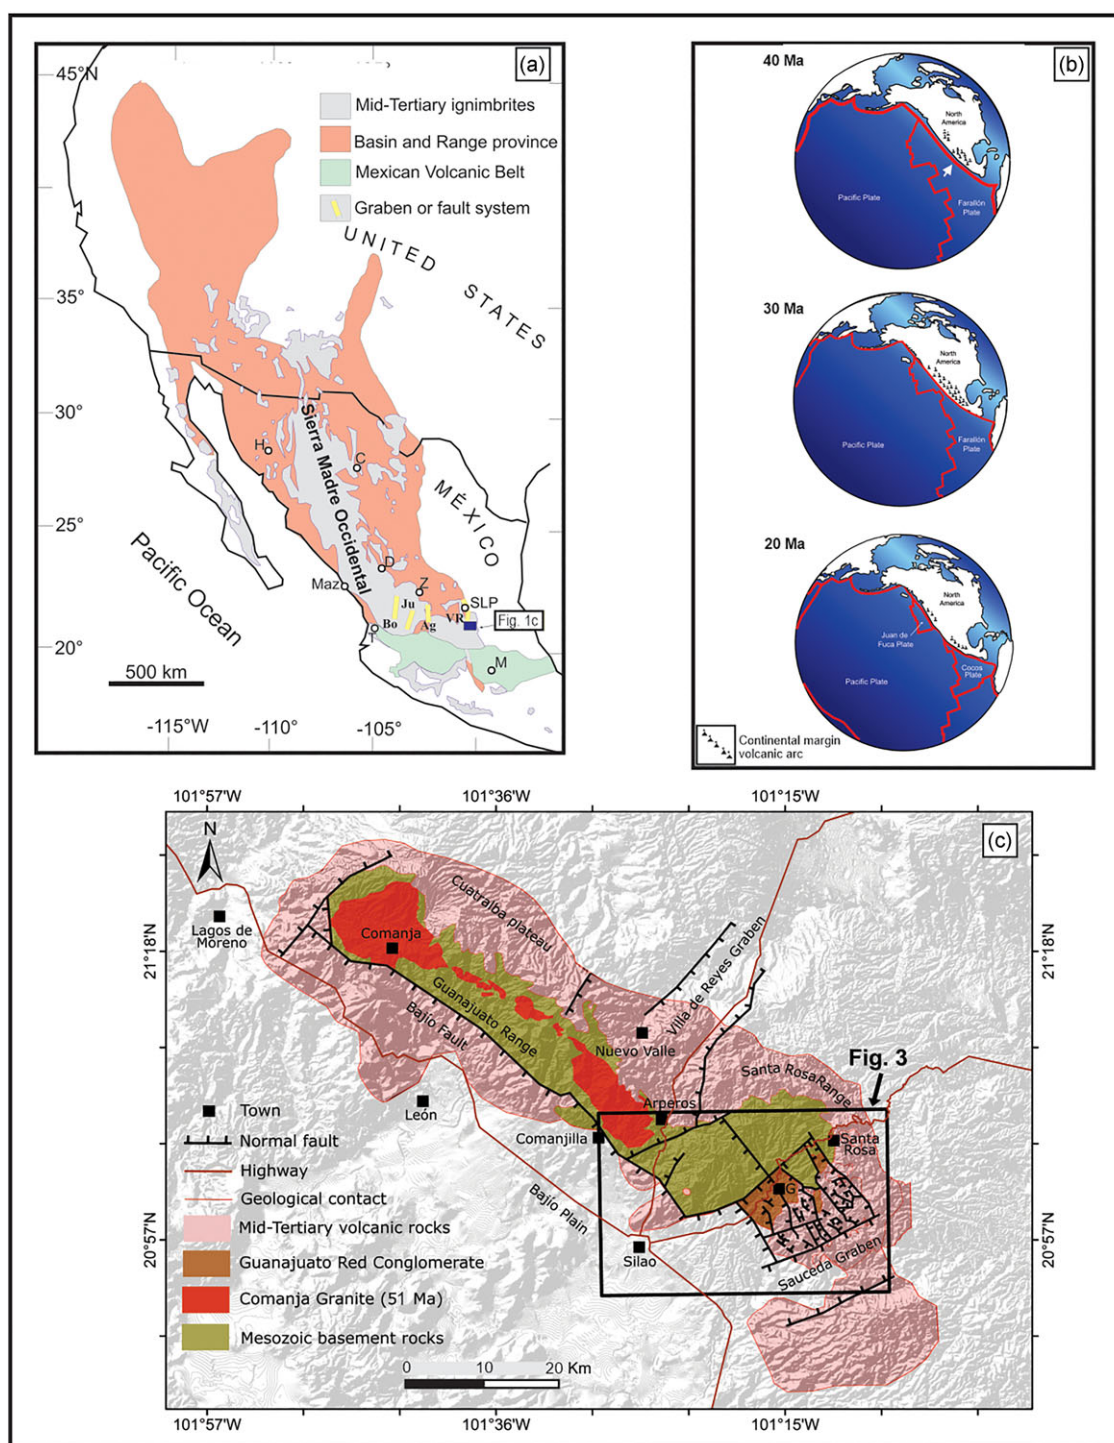 (a)
45°N
35°
30°
25°
20°
Mid-Tertiary ignimbrites
Basin and Range province
Mexican Volcanic Belt
Graben or fault system
UNITED STATES
MÉXICO
Pacific Ocean
Sierra Madre Occidental
H
C
D
Maz
Z
SLP
Ju
Bo
Ag
VR
T
M
Fig. 1c
500 km
-115°W
-110°
-105°
(b)
40 Ma
North
America
Pacific Plate
Farallón
Plate
30 Ma
North
America
Pacific Plate
Farallón
Plate
20 Ma
North
America
Juan de
Fuca Plate
Cocos
Plate
Pacific Plate
Continental margin
volcanic arc
101°57'W
101°36'W
101°15'W
(c)
N
Lagos de
Moreno
Comanja
Cuatralba plateau
21°18'N
21°18'N
Guanajuato Range
Bajío Fault
Villa de Reyes Graben
Nuevo Valle
Santa Rosa Range
Fig. 3
León
Arperos
Comanjilla
Santa
Rosa
G
Bajío Plain
Silao
Sauceda Graben
20°57'N
20°57'N
Town
Normal fault
Highway
Geological contact
Mid-Tertiary volcanic rocks
Guanajuato Red Conglomerate
Comanja Granite (51 Ma)
Mesozoic basement rocks
0 10 20 Km
101°57'W
101°36'W
101°15'W